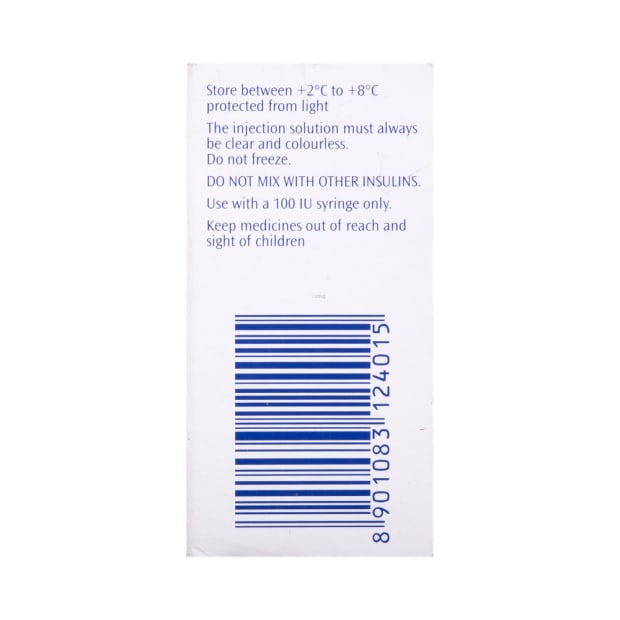 Store between +2°C to +8°C
protected from light
The injection solution must always
be clear and colourless.
Do not freeze.
DO NOT MIX WITH OTHER INSULINS.
Use with a 100 IU syringe only.
Keep medicines out of reach and
sight of children
8 901083 124015